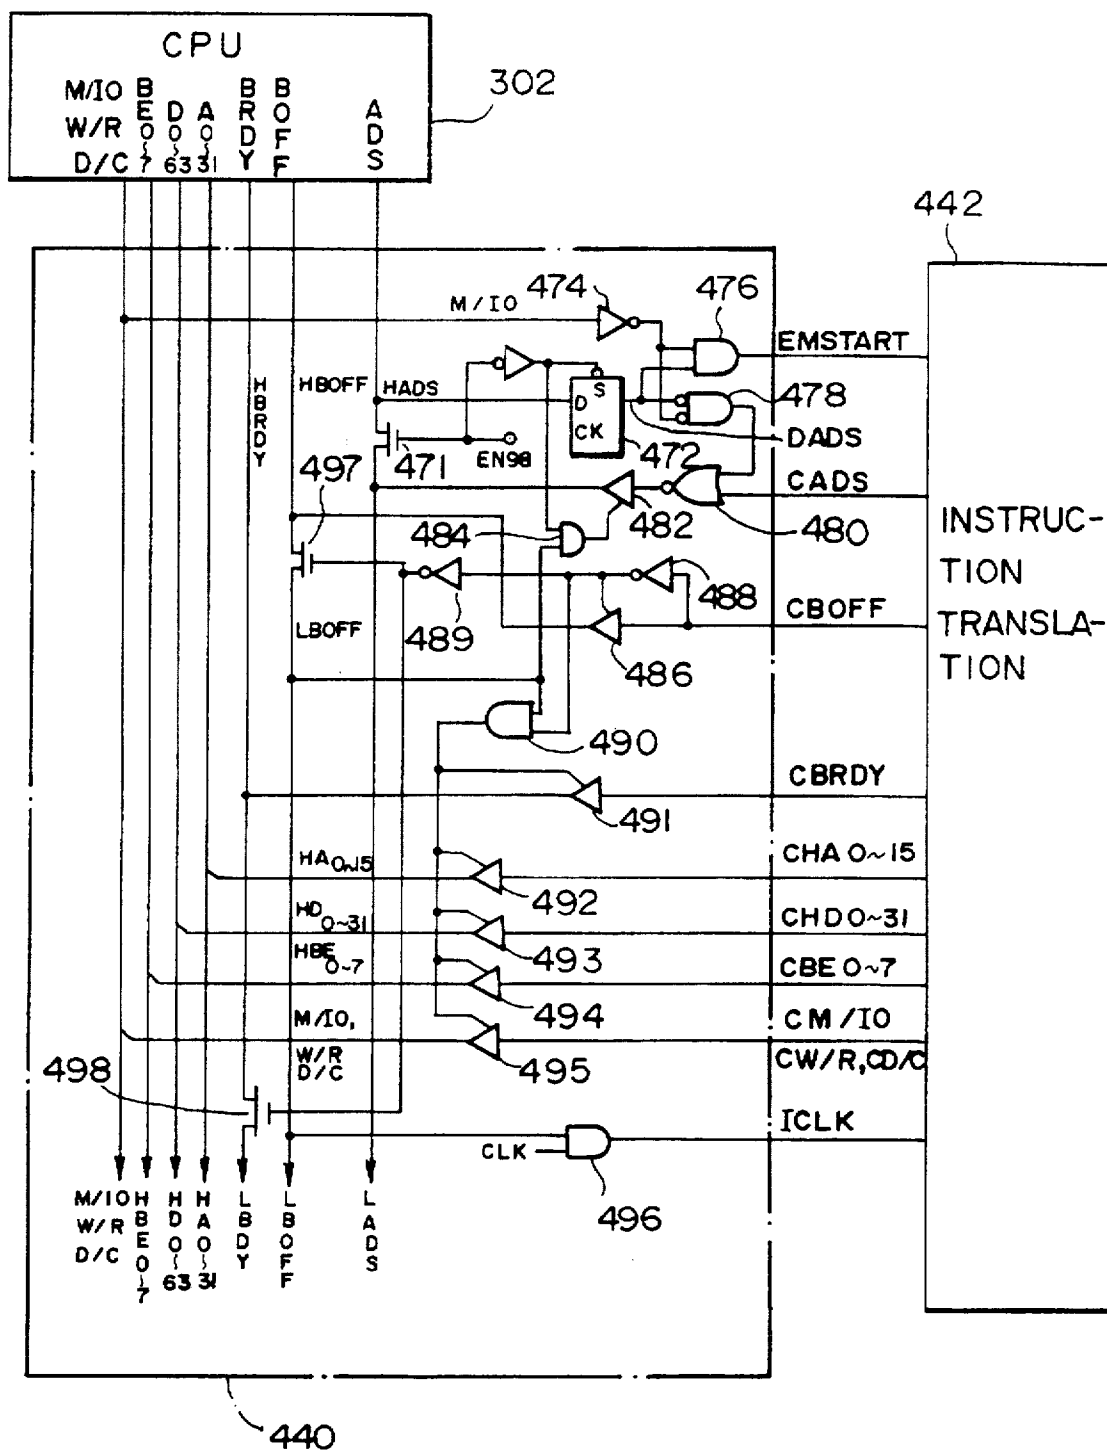 CPU
M/IO
W/R
D/C
BE0~7
D0~63
A0~31
BRDY
BOFF
ADS
302
442
474
476
M/IO
EMSTART
HBRDY
HBOFF
HADS
S
D
CK
478
DADS
EN98
497
471
472
CADS
482
480
484
INSTRUC-
TION
TRANSLA-
TION
488
CBOFF
LBOFF
489
486
490
CBRDY
491
HA0~15
CHA0~15
492
HD0~31
CHD0~31
493
HBE0~7
CBE0~7
494
M/IO,
W/R
D/C
CM/IO
CW/R,CD/C
495
498
ICLK
CLK
496
M/IO
W/R
D/C
HBE0~7
HD0~63
HA0~31
LBDY
LBOFF
LADS
440